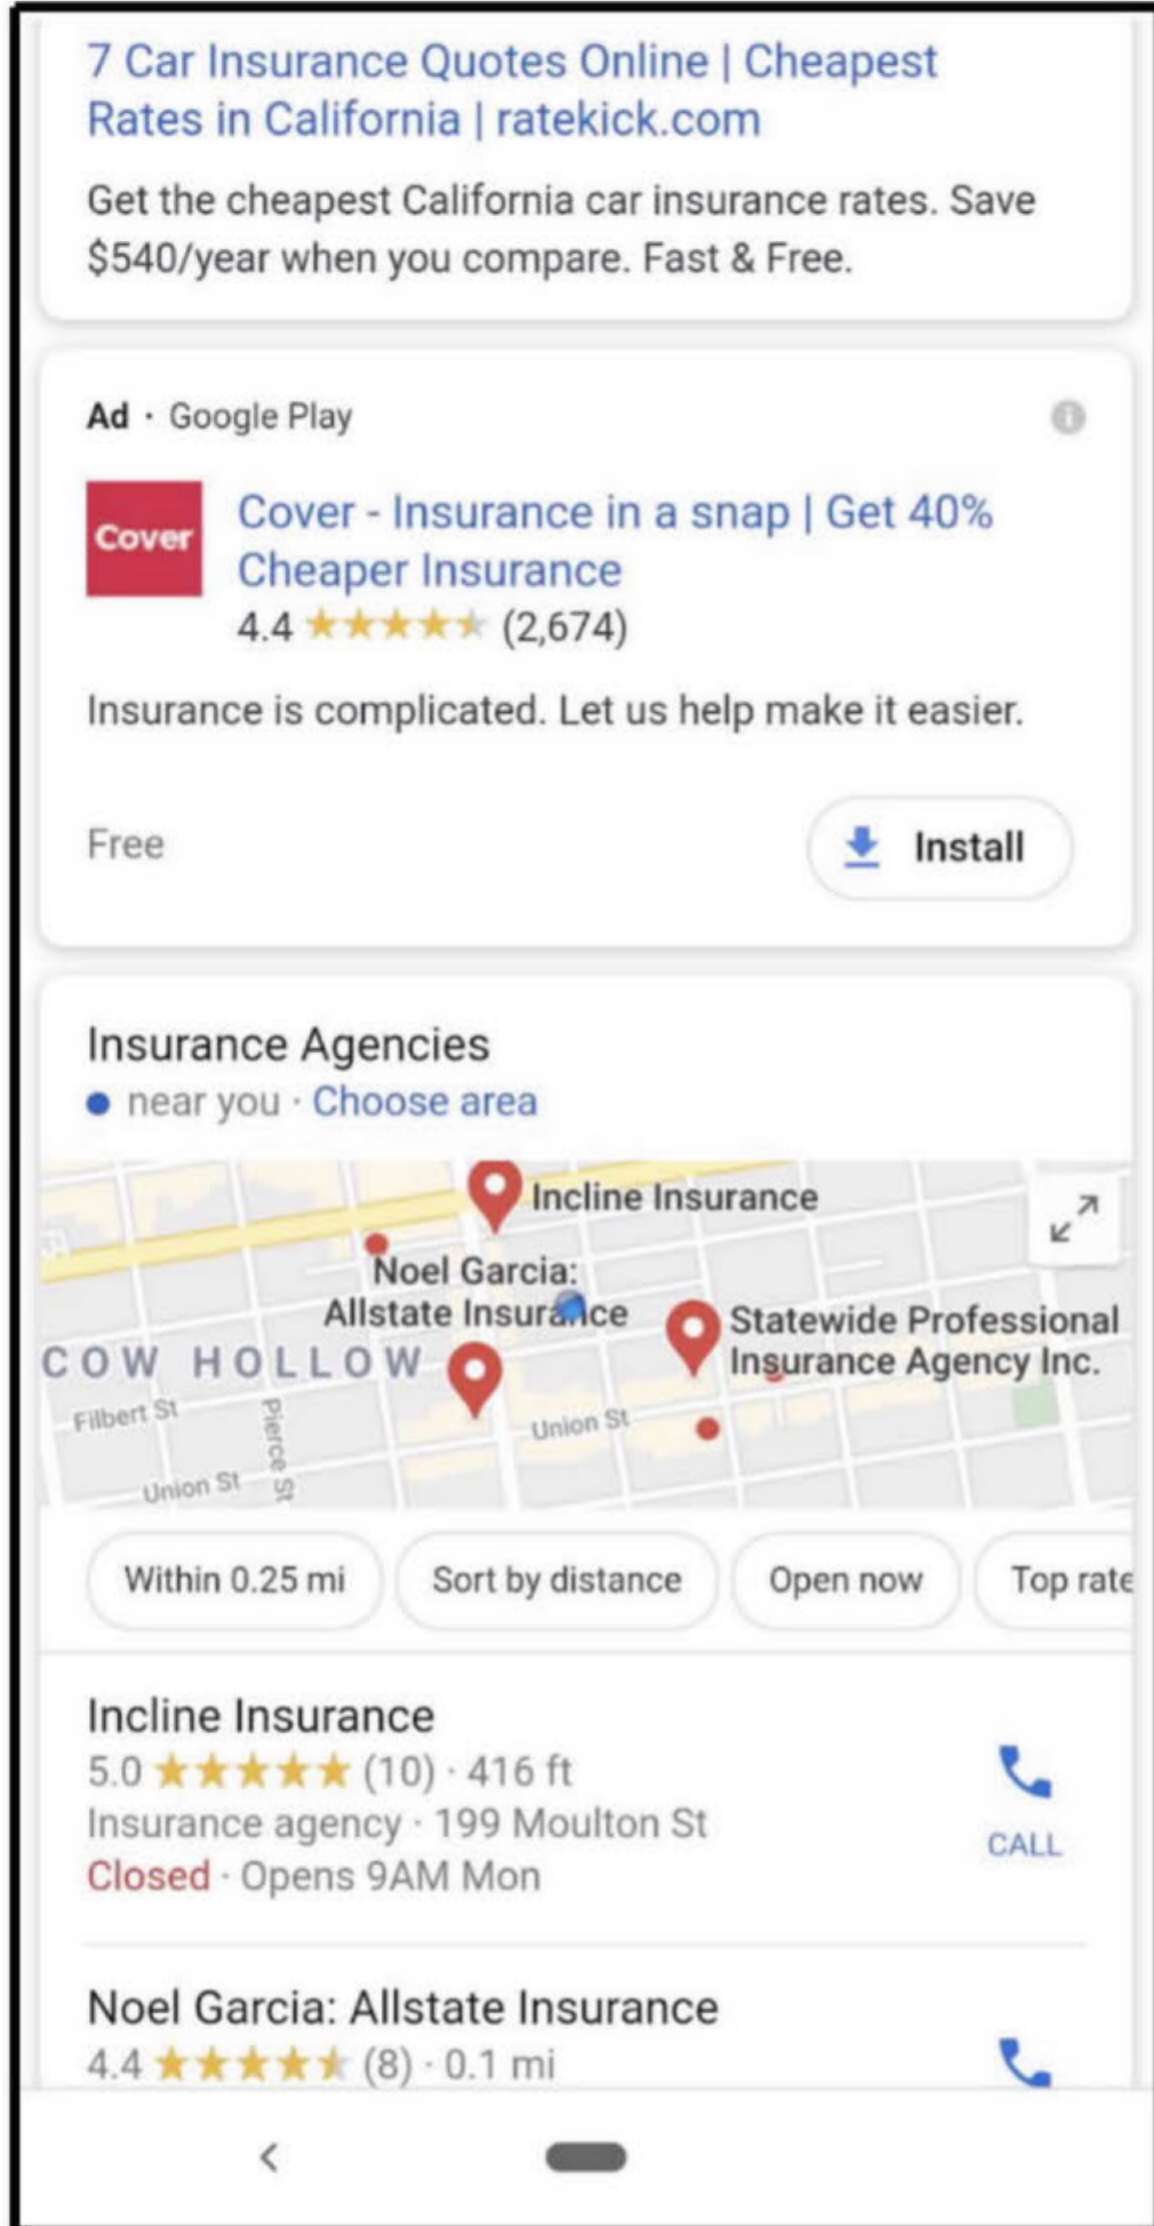 7 Car Insurance Quotes Online | Cheapest
Rates in California | ratekick.com
Get the cheapest California car insurance rates. Save
$540/year when you compare. Fast & Free.
Ad · Google Play
Cover
Cover - Insurance in a snap | Get 40%
Cheaper Insurance
4.4 (2,674)
Insurance is complicated. Let us help make it easier.
Free
Install
Insurance Agencies
near you · Choose area
Incline Insurance
Noel Garcia:
Allstate Insurance
Statewide Professional
Insurance Agency Inc.
COW HOLLOW
Filbert St
Pierce St
Union St
Union St
Within 0.25 mi
Sort by distance
Open now
Top rate
Incline Insurance
5.0 (10) · 416 ft
Insurance agency · 199 Moulton St
Closed · Opens 9AM Mon
CALL
Noel Garcia: Allstate Insurance
4.4 (8) · 0.1 mi